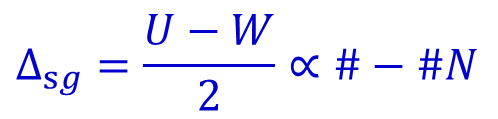 Δ_sg = (U − W) / 2 ∝ # − #N